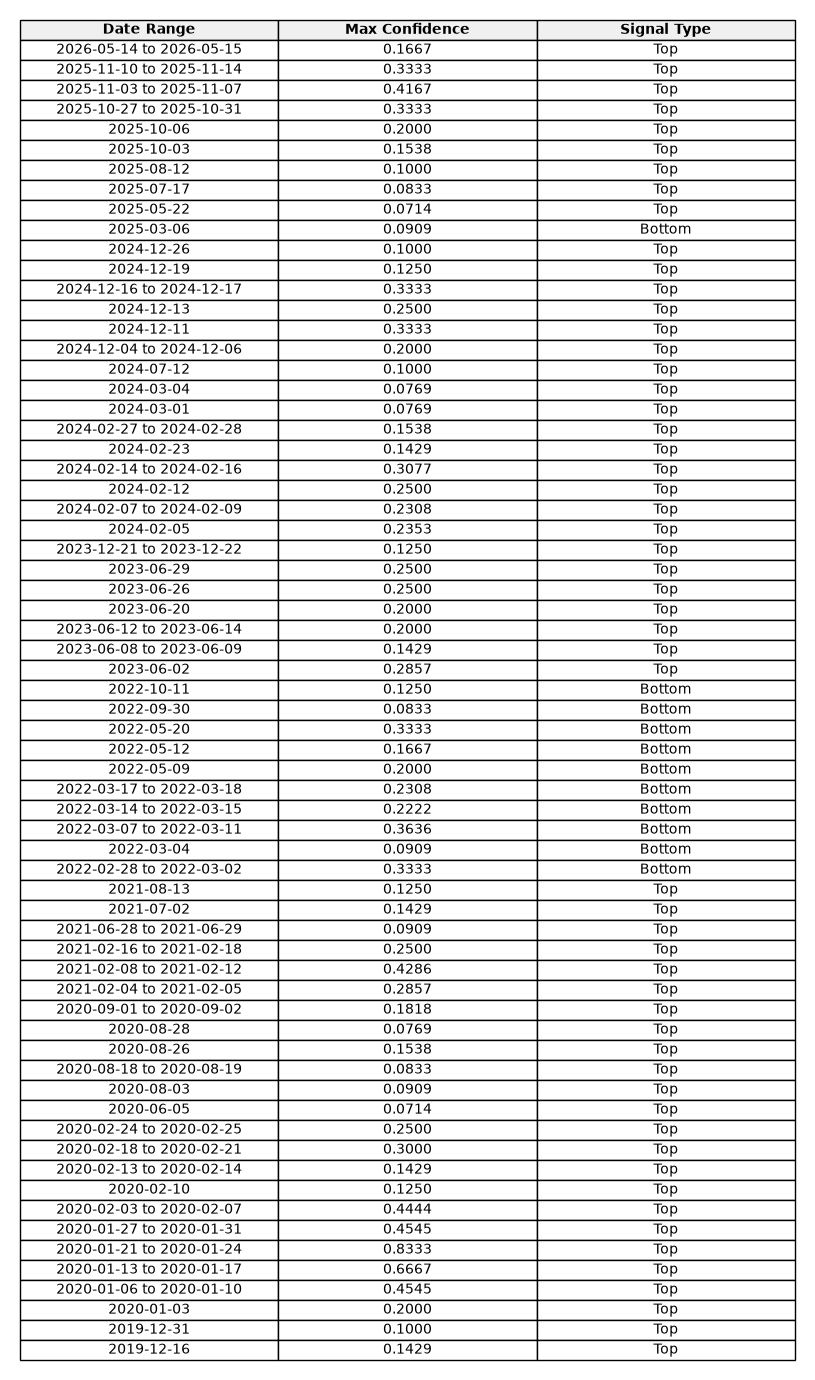 Date Range Max Confidence Signal Type
2026-05-14 to 2026-05-15 0.1667 Top
2025-11-10 to 2025-11-14 0.3333 Top
2025-11-03 to 2025-11-07 0.4167 Top
2025-10-27 to 2025-10-31 0.3333 Top
2025-10-06 0.2000 Top
2025-10-03 0.1538 Top
2025-08-12 0.1000 Top
2025-07-17 0.0833 Top
2025-05-22 0.0714 Top
2025-03-06 0.0909 Bottom
2024-12-26 0.1000 Top
2024-12-19 0.1250 Top
2024-12-16 to 2024-12-17 0.3333 Top
2024-12-13 0.2500 Top
2024-12-11 0.3333 Top
2024-12-04 to 2024-12-06 0.2000 Top
2024-07-12 0.1000 Top
2024-03-04 0.0769 Top
2024-03-01 0.0769 Top
2024-02-27 to 2024-02-28 0.1538 Top
2024-02-23 0.1429 Top
2024-02-14 to 2024-02-16 0.3077 Top
2024-02-12 0.2500 Top
2024-02-07 to 2024-02-09 0.2308 Top
2024-02-05 0.2353 Top
2023-12-21 to 2023-12-22 0.1250 Top
2023-06-29 0.2500 Top
2023-06-26 0.2500 Top
2023-06-20 0.2000 Top
2023-06-12 to 2023-06-14 0.2000 Top
2023-06-08 to 2023-06-09 0.1429 Top
2023-06-02 0.2857 Top
2022-10-11 0.1250 Bottom
2022-09-30 0.0833 Bottom
2022-05-20 0.3333 Bottom
2022-05-12 0.1667 Bottom
2022-05-09 0.2000 Bottom
2022-03-17 to 2022-03-18 0.2308 Bottom
2022-03-14 to 2022-03-15 0.2222 Bottom
2022-03-07 to 2022-03-11 0.3636 Bottom
2022-03-04 0.0909 Bottom
2022-02-28 to 2022-03-02 0.3333 Bottom
2021-08-13 0.1250 Top
2021-07-02 0.1429 Top
2021-06-28 to 2021-06-29 0.0909 Top
2021-02-16 to 2021-02-18 0.2500 Top
2021-02-08 to 2021-02-12 0.4286 Top
2021-02-04 to 2021-02-05 0.2857 Top
2020-09-01 to 2020-09-02 0.1818 Top
2020-08-28 0.0769 Top
2020-08-26 0.1538 Top
2020-08-18 to 2020-08-19 0.0833 Top
2020-08-03 0.0909 Top
2020-06-05 0.0714 Top
2020-02-24 to 2020-02-25 0.2500 Top
2020-02-18 to 2020-02-21 0.3000 Top
2020-02-13 to 2020-02-14 0.1429 Top
2020-02-10 0.1250 Top
2020-02-03 to 2020-02-07 0.4444 Top
2020-01-27 to 2020-01-31 0.4545 Top
2020-01-21 to 2020-01-24 0.8333 Top
2020-01-13 to 2020-01-17 0.6667 Top
2020-01-06 to 2020-01-10 0.4545 Top
2020-01-03 0.2000 Top
2019-12-31 0.1000 Top
2019-12-16 0.1429 Top